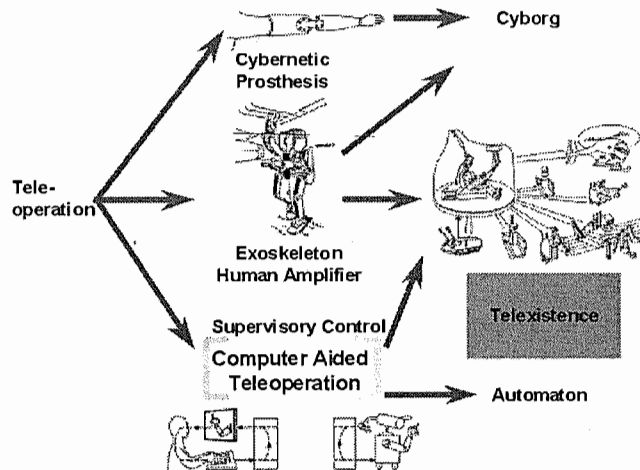 Cyborg
Cybernetic
Prosthesis
Tele-
operation
Exoskeleton
Human Amplifier
Telexistence
Supervisory Control
Computer Aided
Teleoperation
Automaton